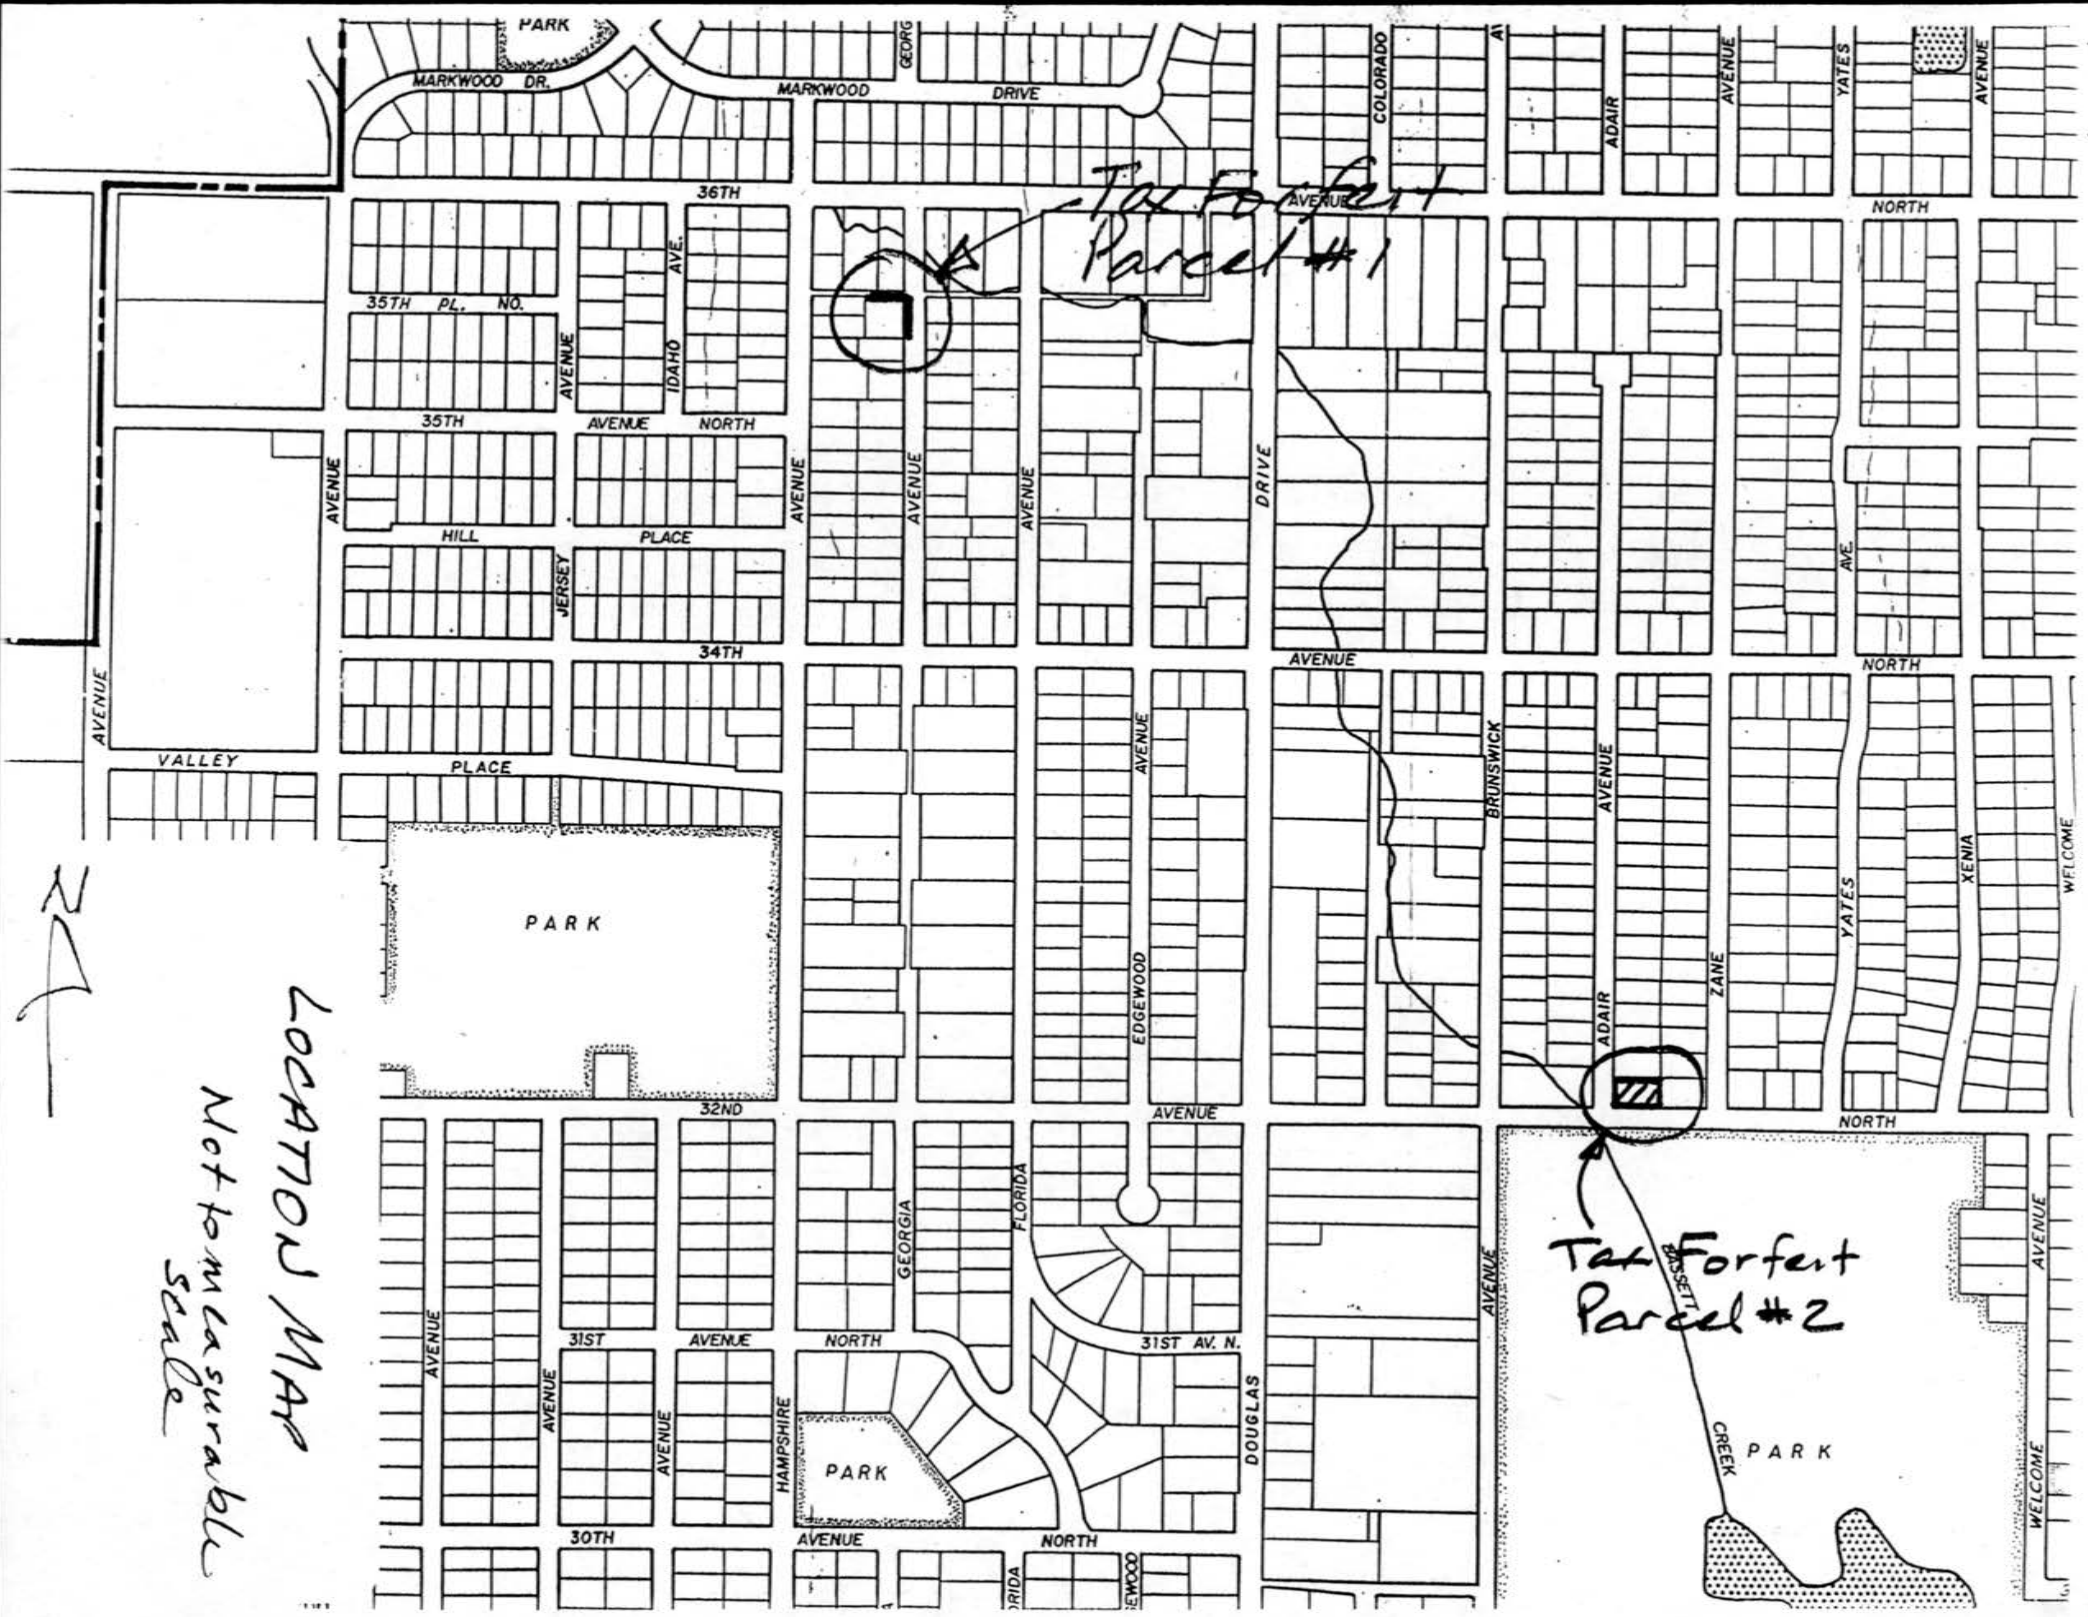 PARK
GEORG
COLORADO
AV
ADAIR
AVENUE
YATES
AVENUE
MARKWOOD DR.
MARKWOOD DRIVE
36TH AVENUE NORTH
Tax Forfeit
Parcel #1
35TH PL. NO.
AVENUE
IDAHO AVE.
35TH AVENUE NORTH
AVENUE
AVENUE
AVENUE
AVENUE
DRIVE
AVE.
HILL PLACE
JERSEY
34TH AVENUE NORTH
AVENUE
VALLEY PLACE
AVENUE
BRUNSWICK
AVENUE
XENIA
WELCOME
YATES
PARK
EDGEWOOD
ZANE
ADAIR
N
LOCATION MAP
Not to measurable
scale
32ND AVENUE NORTH
GEORGIA
FLORIDA
AVENUE
AVENUE
Tax Forfeit
Parcel #2
BASSETT
CREEK
PARK
31ST AVENUE NORTH
31ST AV. N.
AVENUE
AVENUE
AVENUE
HAMPSHIRE
PARK
DOUGLAS
WELCOME
30TH AVENUE NORTH
RIDA
EWOOD
A